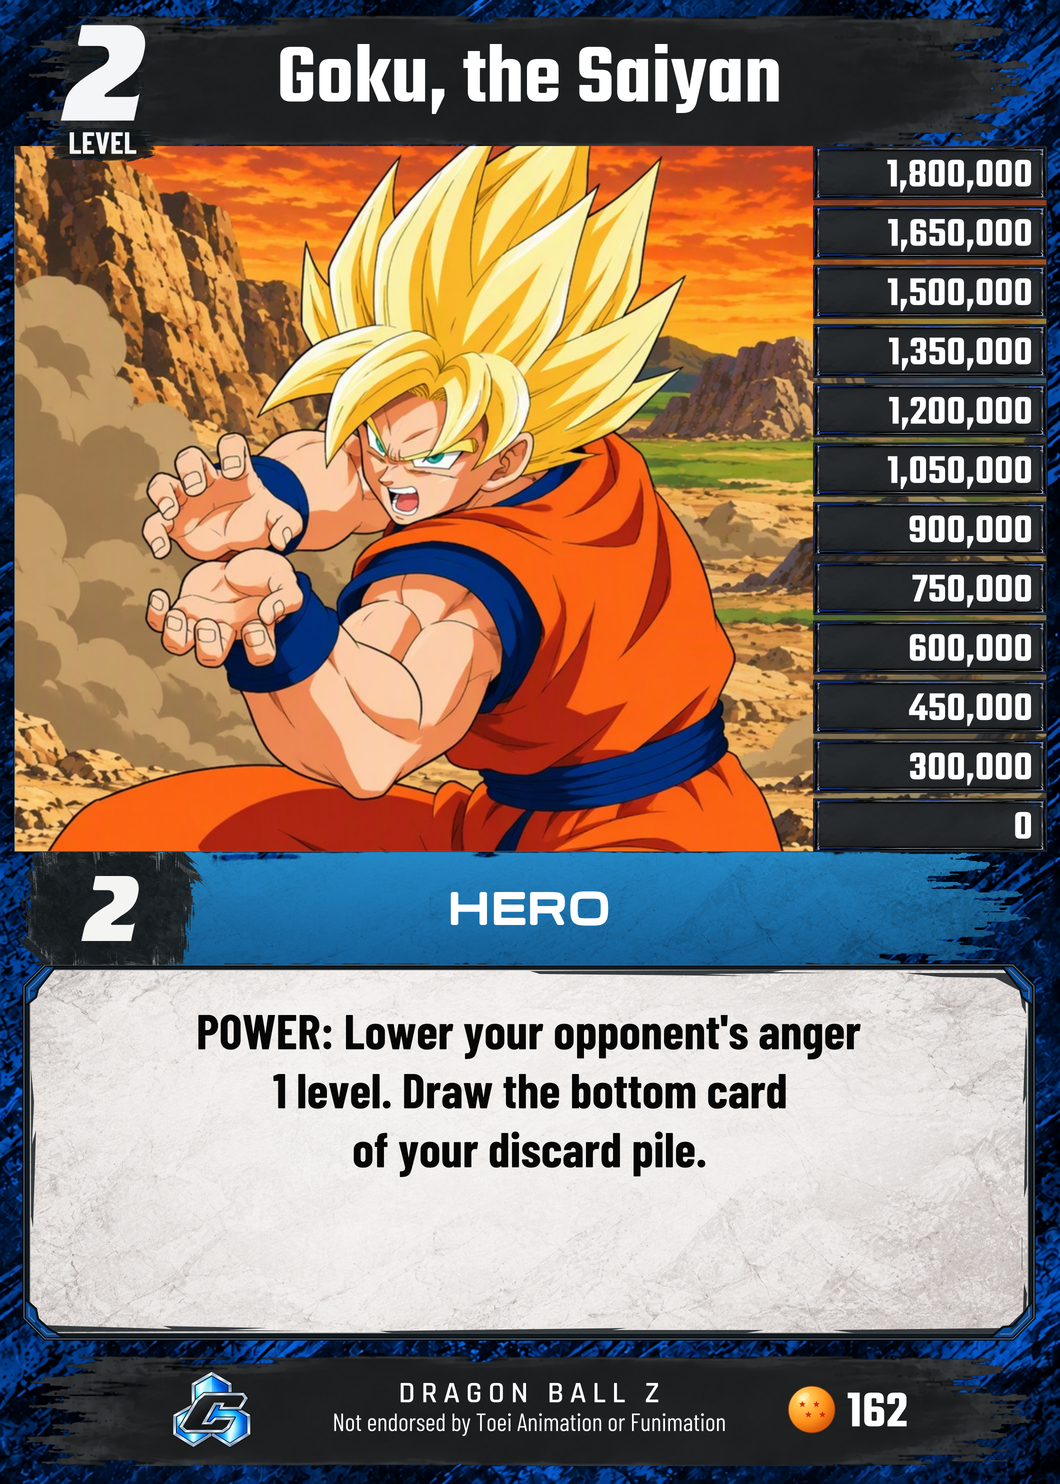 2
LEVEL
Goku, the Saiyan
1,800,000
1,650,000
1,500,000
1,350,000
1,200,000
1,050,000
900,000
750,000
600,000
450,000
300,000
0
2
HERO
POWER: Lower your opponent's anger
1 level. Draw the bottom card
of your discard pile.
G
DRAGON BALL Z
Not endorsed by Toei Animation or Funimation
162